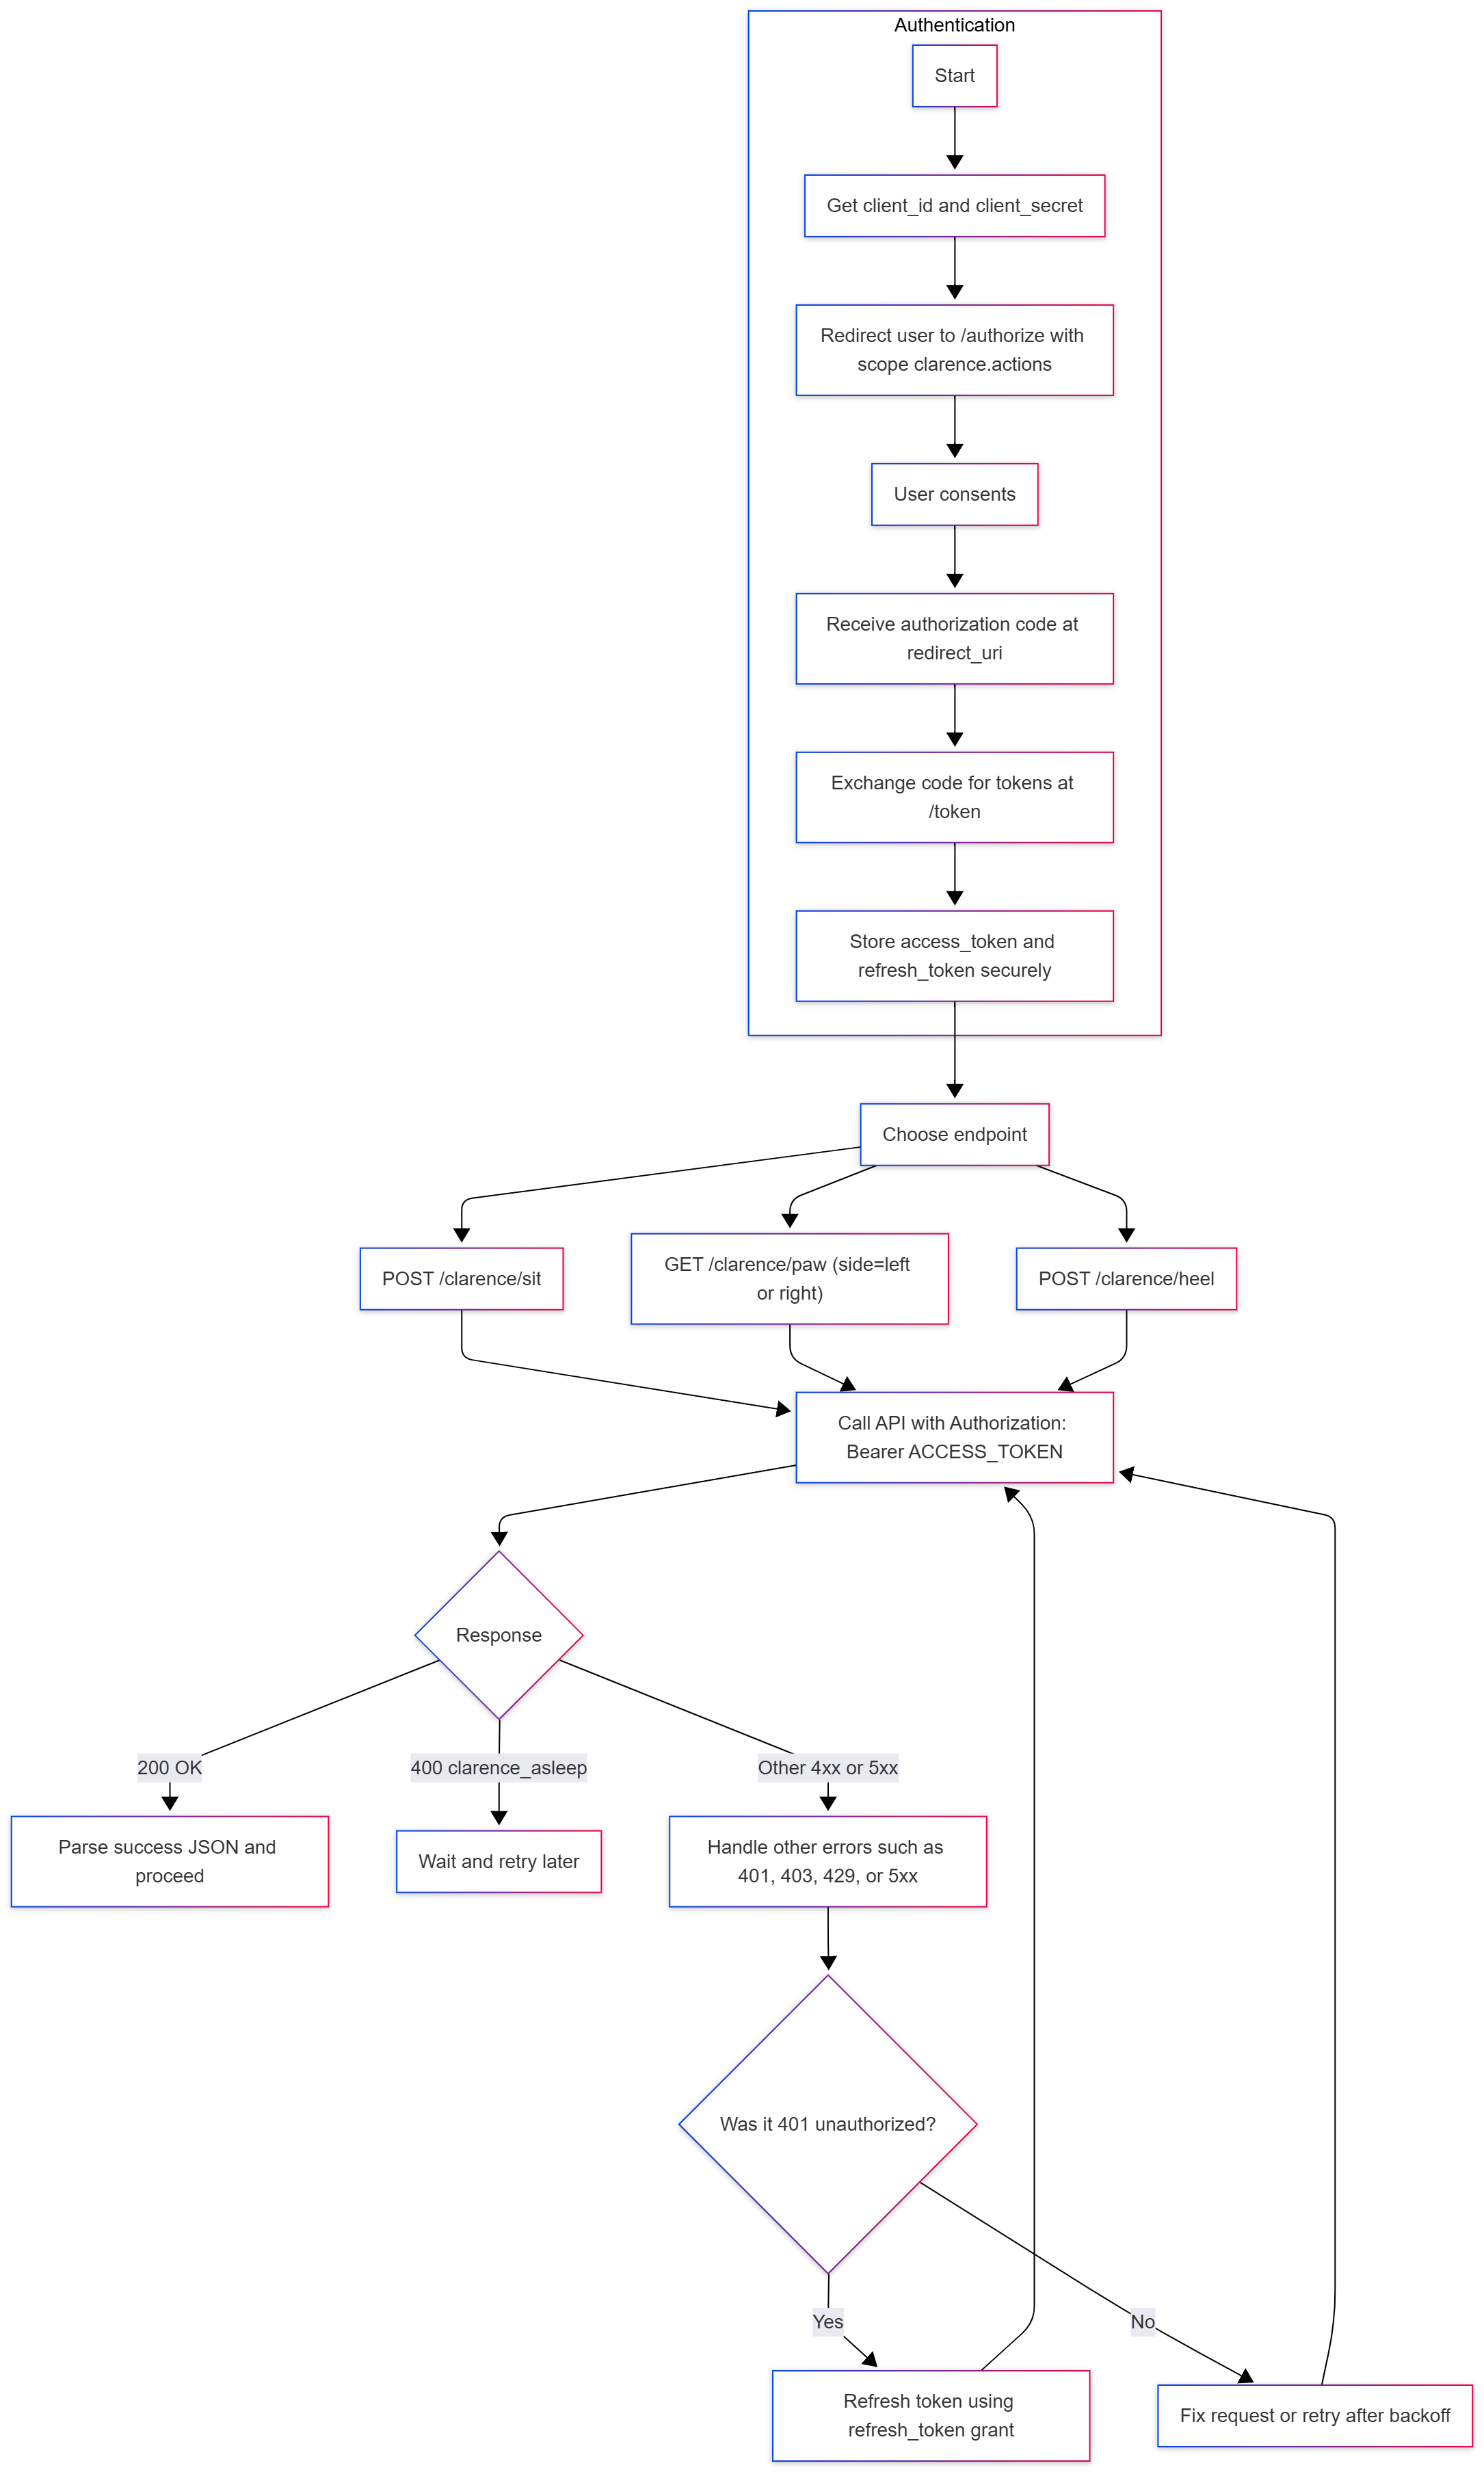 Authentication
Start
Get client_id and client_secret
Redirect user to /authorize with
scope clarence.actions
User consents
Receive authorization code at
redirect_uri
Exchange code for tokens at
/token
Store access_token and
refresh_token securely
Choose endpoint
POST /clarence/sit
GET /clarence/paw (side=left
or right)
POST /clarence/heel
Call API with Authorization:
Bearer ACCESS_TOKEN
Response
200 OK
400 clarence_asleep
Other 4xx or 5xx
Parse success JSON and
proceed
Wait and retry later
Handle other errors such as
401, 403, 429, or 5xx
Was it 401 unauthorized?
Yes
No
Refresh token using
refresh_token grant
Fix request or retry after backoff